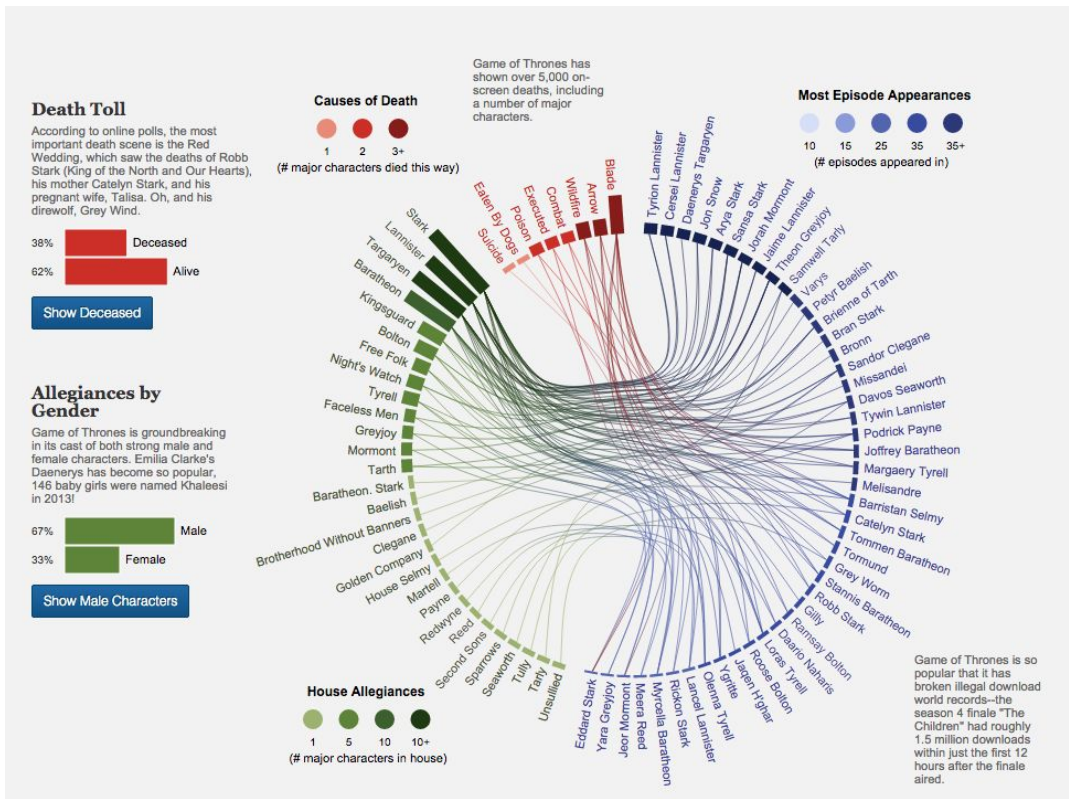 Game of Thrones has
shown over 5,000 on-
screen deaths, including
a number of major
characters.
Death Toll
According to online polls, the most
important death scene is the Red
Wedding, which saw the deaths of Robb
Stark (King of the North and Our Hearts),
his mother Catelyn Stark, and his
pregnant wife, Talisa. Oh, and his
direwolf, Grey Wind.
38% Deceased
62% Alive
Show Deceased
Allegiances by
Gender
Game of Thrones is groundbreaking
in its cast of both strong male and
female characters. Emilia Clarke's
Daenerys has become so popular,
146 baby girls were named Khaleesi
in 2013!
67% Male
33% Female
Show Male Characters
Causes of Death
1 2 3+
(# major characters died this way)
Most Episode Appearances
10 15 25 35 35+
(# episodes appeared in)
Suicide
Eaten By Dogs
Poison
Executed
Combat
Wildfire
Arrow
Blade
Tyrion Lannister
Cersei Lannister
Daenerys Targaryen
Jon Snow
Arya Stark
Sansa Stark
Jorah Mormont
Jaime Lannister
Theon Greyjoy
Samwell Tarly
Varys
Petyr Baelish
Brienne of Tarth
Bran Stark
Bronn
Sandor Clegane
Missandei
Davos Seaworth
Tywin Lannister
Podrick Payne
Joffrey Baratheon
Margaery Tyrell
Melisandre
Barristan Selmy
Catelyn Stark
Tommen Baratheon
Tormund
Grey Worm
Stannis Baratheon
Robb Stark
Gilly
Ramsay Bolton
Daario Naharis
Loras Tyrell
Roose Bolton
Jaqen H'ghar
Ygritte
Olenna Tyrell
Lancel Lannister
Rickon Stark
Myrcella Baratheon
Meera Reed
Jeor Mormont
Yara Greyjoy
Eddard Stark
Stark
Lannister
Targaryen
Baratheon
Kingsguard
Bolton
Free Folk
Night's Watch
Tyrell
Faceless Men
Greyjoy
Mormont
Tarth
Baratheon. Stark
Baelish
Brotherhood Without Banners
Clegane
Golden Company
House Selmy
Martell
Payne
Redwyne
Reed
Second Sons
Sparrows
Seaworth
Tully
Tarly
Unsullied
House Allegiances
1 5 10 10+
(# major characters in house)
Game of Thrones is so
popular that it has
broken illegal download
world records--the
season 4 finale "The
Children" had roughly
1.5 million downloads
within just the first 12
hours after the finale
aired.